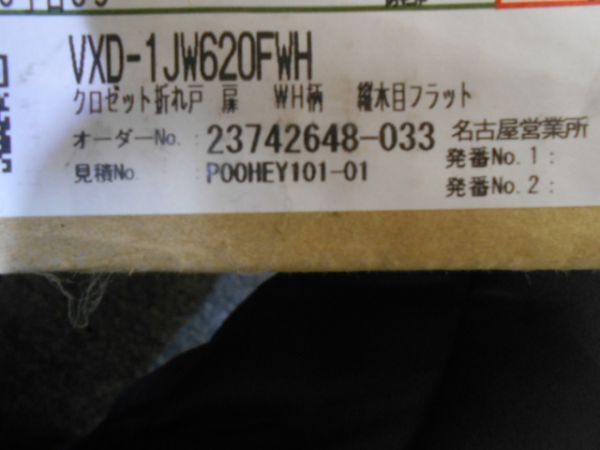 VXD-1JW620FWH
クロゼット折れ戸 扉 WH柄 縦木目フラット
オーダーNo. : 23742648-033 名古屋営業所
見積No. : P00HEY101-01 発番No.1:
発番No.2: